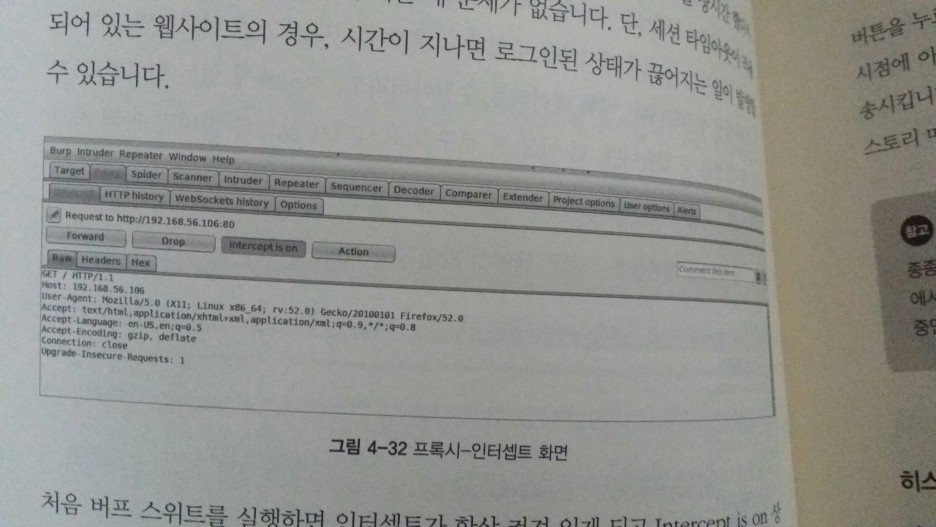 문제가 없습니다. 단, 세션 타임아웃이
되어 있는 웹사이트의 경우, 시간이 지나면 로그인된 상태가 끊어지는 일이 발생할
수 있습니다.
Burp Intruder Repeater Window Help
Target Proxy Spider Scanner Intruder Repeater Sequencer Decoder Comparer Extender Project options User options Alerts
Intercept HTTP history WebSockets history Options
Request to http://192.168.56.106:80
Forward Drop Intercept is on Action
Comment this item
Raw Headers Hex
GET / HTTP/1.1
Host: 192.168.56.106
User-Agent: Mozilla/5.0 (X11; Linux x86_64; rv:52.0) Gecko/20100101 Firefox/52.0
Accept: text/html,application/xhtml+xml,application/xml;q=0.9,*/*;q=0.8
Accept-Language: en-US,en;q=0.5
Accept-Encoding: gzip, deflate
Connection: close
Upgrade-Insecure-Requests: 1
그림 4-32 프록시-인터셉트 화면
처음 버프 스위트를 실행하면 인터셉트가 항상 켜져 있게 되고 Intercept is on 상
버튼을 누르
시점에 아
송시킵니
스토리 메
참고
종종
에서
중인
히스